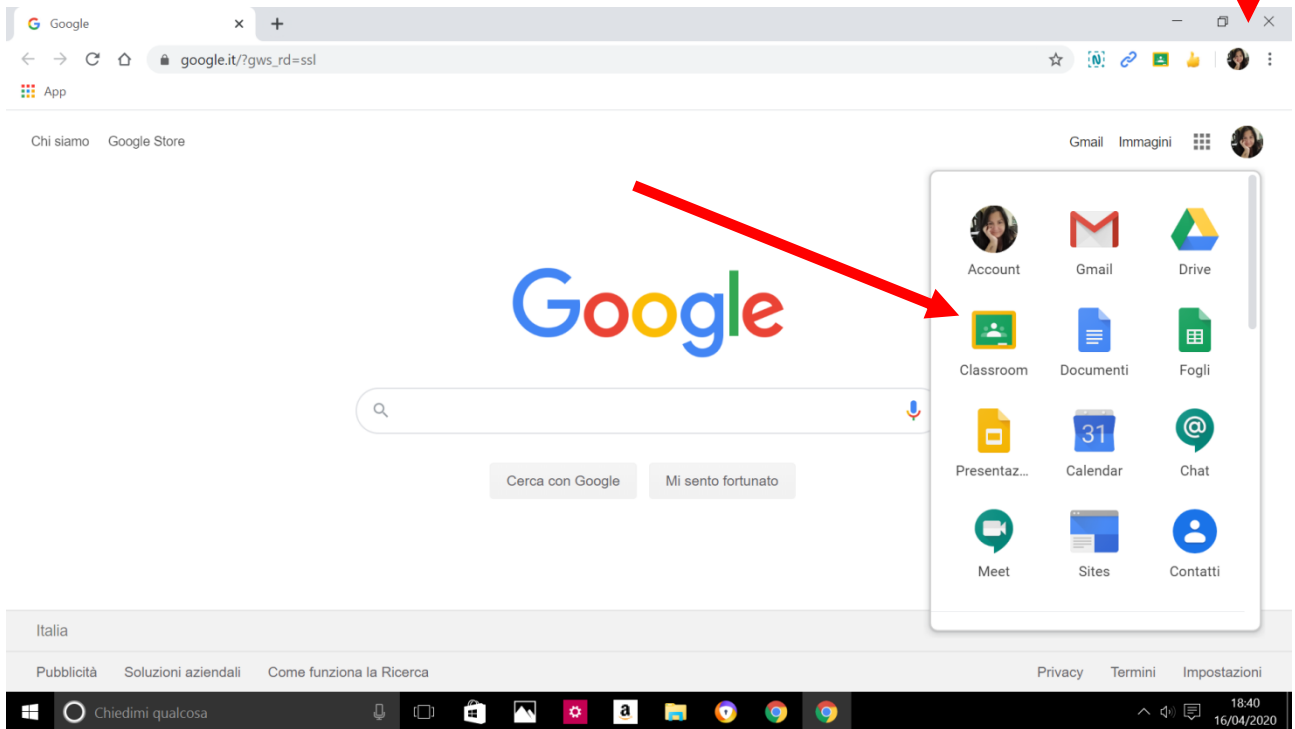 Google
google.it/?gws_rd=ssl
App
Chi siamo Google Store
Gmail Immagini
Account Gmail Drive
Google
Classroom Documenti Fogli
31
Presentaz... Calendar Chat
Meet Sites Contatti
Cerca con Google Mi sento fortunato
Italia
Pubblicità Soluzioni aziendali Come funziona la Ricerca
Privacy Termini Impostazioni
Chiedimi qualcosa
18:40
16/04/2020